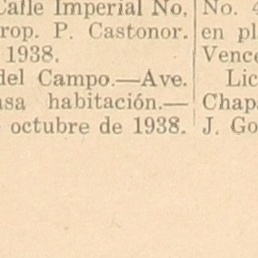 Calle Imperial No.
rop. P. Castonor.
1938.
del Campo.—Ave.
asa habitación.—
octubre de 1938.
No. 4
en pl
Vence
Lic
Chapa
J. Go